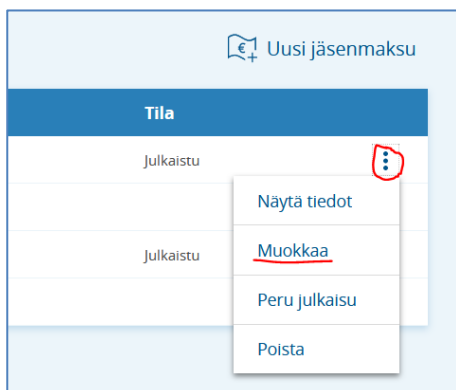 Uusi jäsenmaksu
Tila
Julkaistu
Näytä tiedot
Muokkaa
Julkaistu
Peru julkaisu
Poista